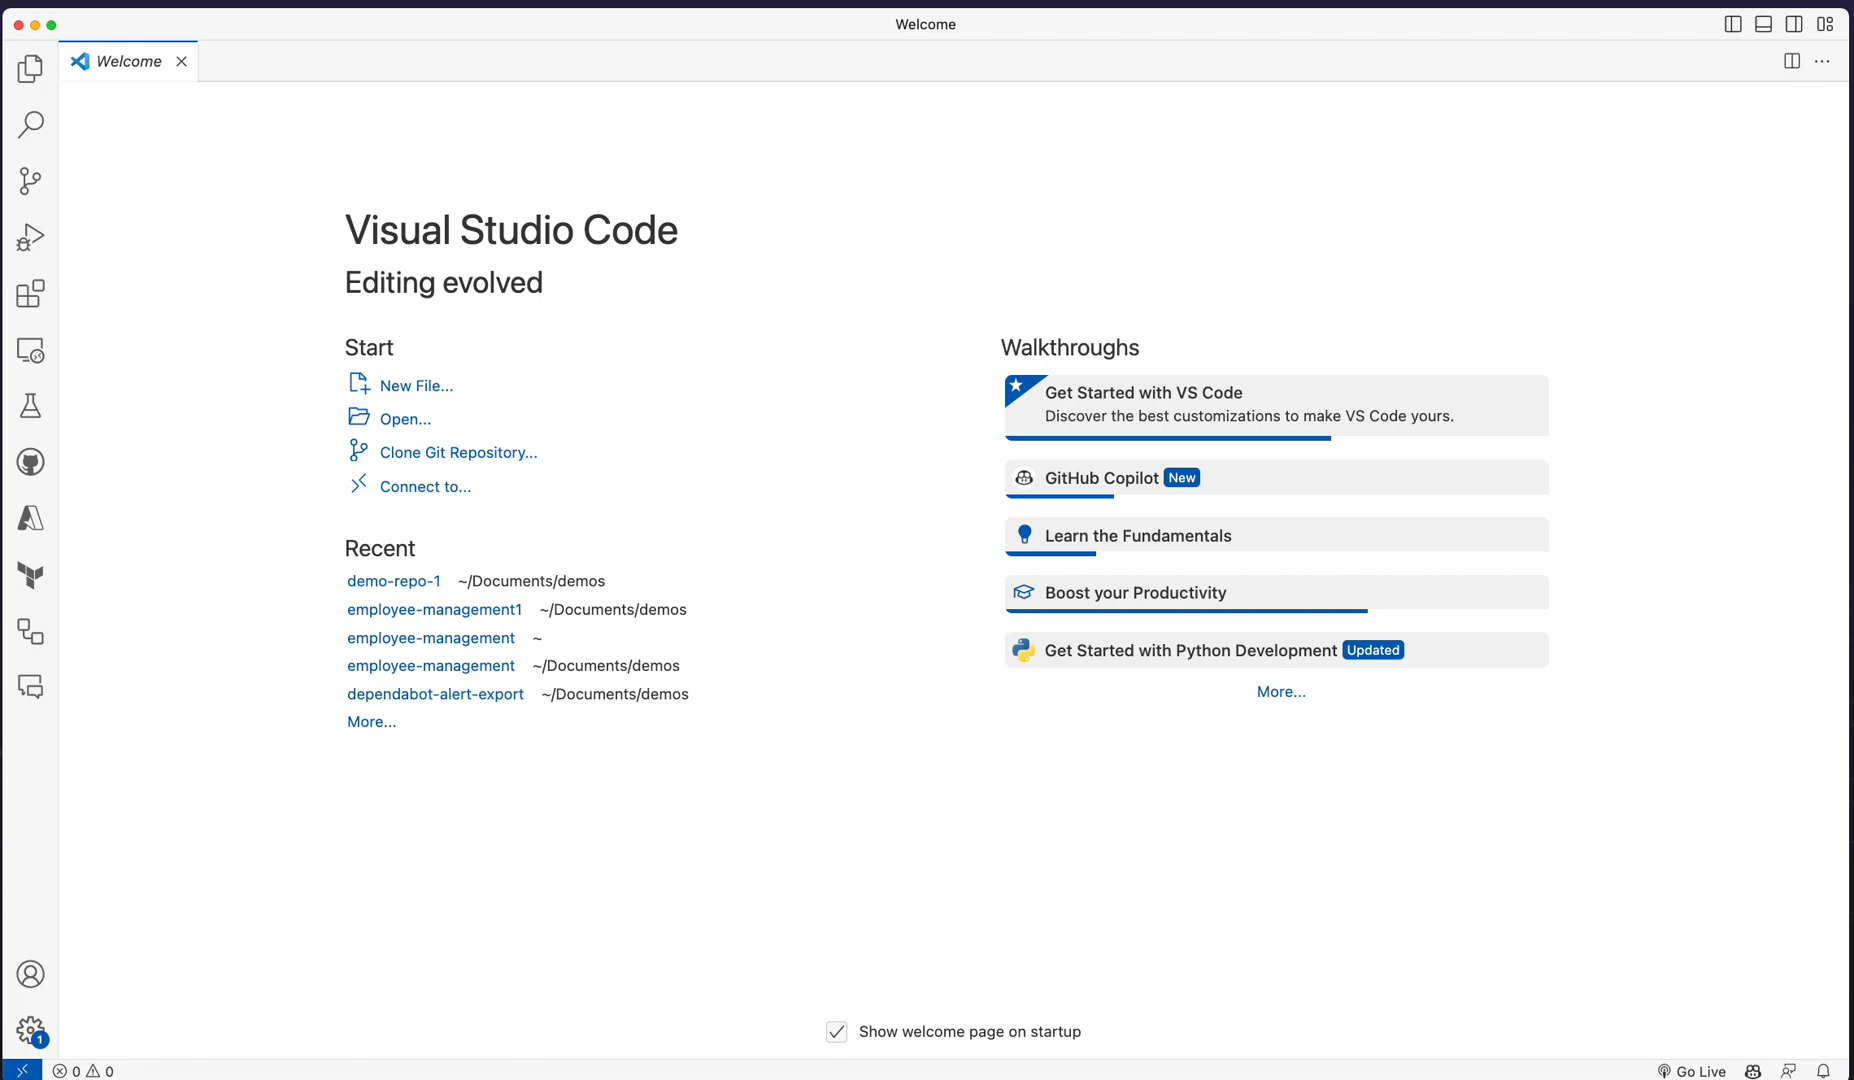 Welcome
Welcome
Visual Studio Code
Editing evolved
Start
New File...
Open...
Clone Git Repository...
Connect to...
Recent
demo-repo-1 ~/Documents/demos
employee-management1 ~/Documents/demos
employee-management ~
employee-management ~/Documents/demos
dependabot-alert-export ~/Documents/demos
More...
Walkthroughs
Get Started with VS Code
Discover the best customizations to make VS Code yours.
GitHub Copilot New
Learn the Fundamentals
Boost your Productivity
Get Started with Python Development Updated
More...
Show welcome page on startup
1
0 0
Go Live